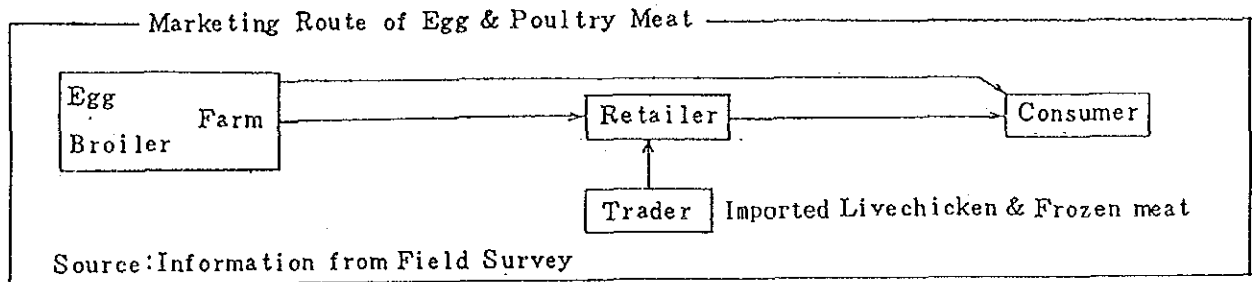 Marketing Route of Egg & Poultry Meat
Egg
Farm
Broiler
Retailer
Consumer
Trader
Imported Livechicken & Frozen meat
Source:Information from Field Survey